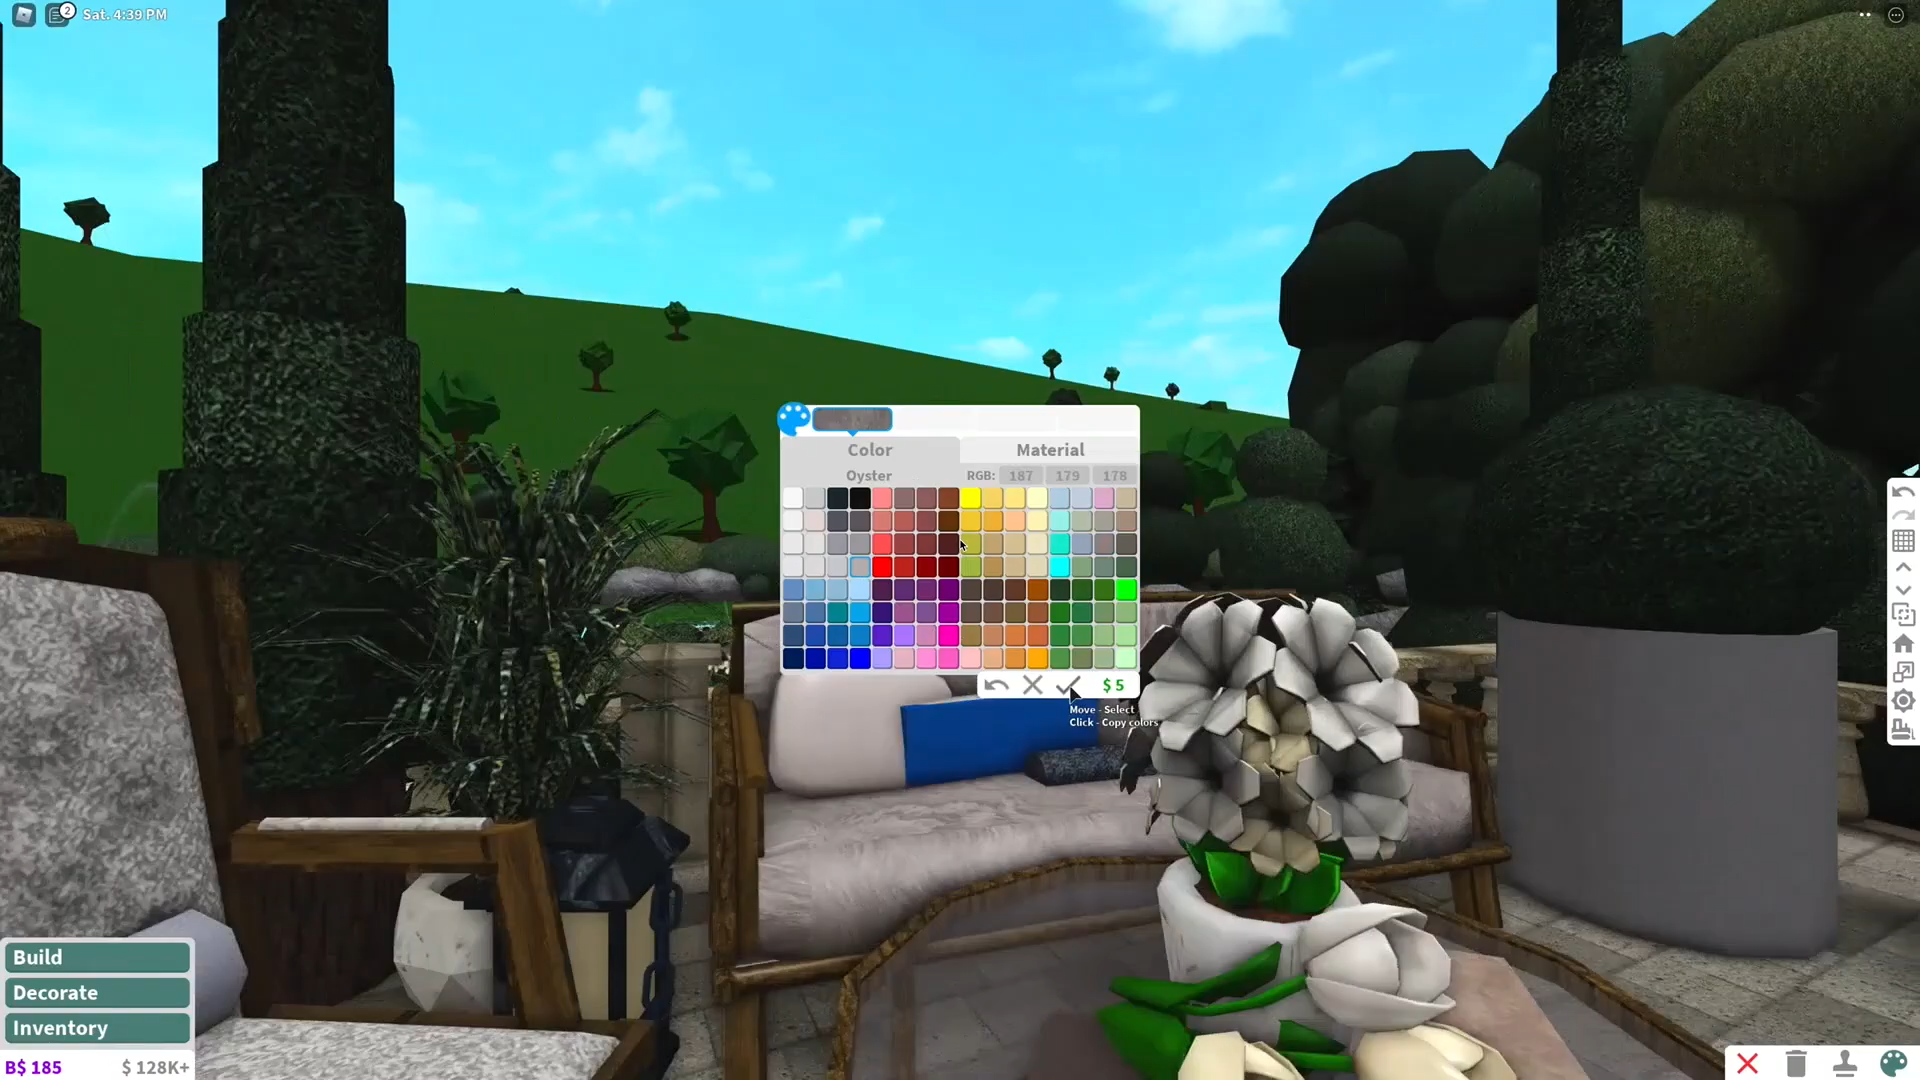 2
Sat. 4:39 PM
Color
Material
Oyster
RGB: 187 179 178
$ 5
Move - Select
Click - Copy colors
Build
Decorate
Inventory
B$ 185
$ 128K+